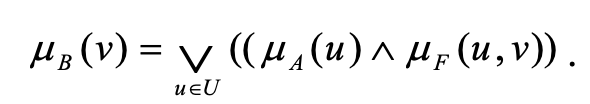 μ_B(v) = ∨_{u∈U} ((μ_A(u) ∧ μ_F(u,v)) .